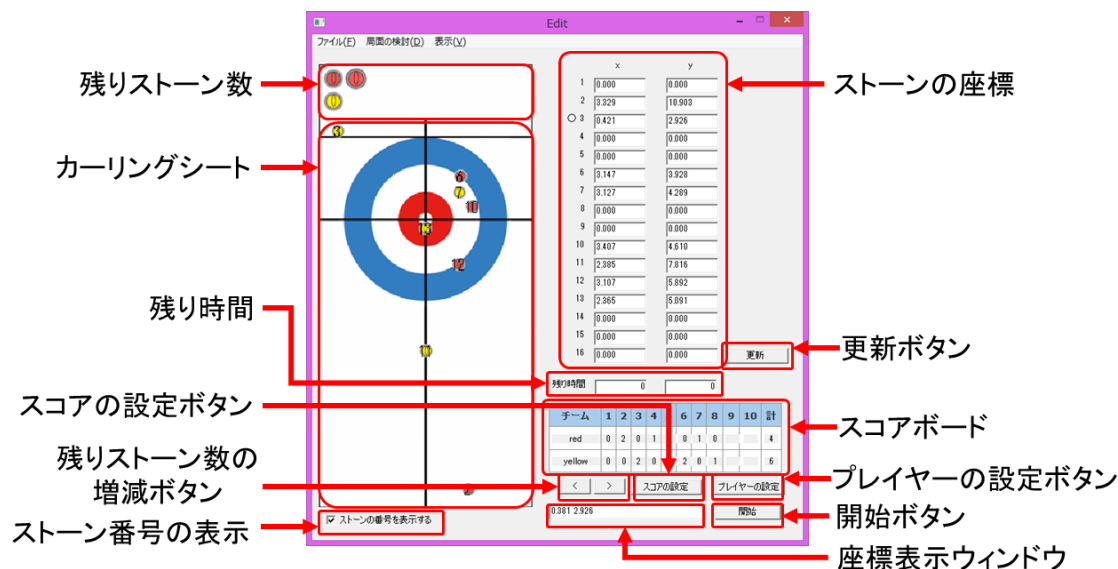 Edit
ファイル(F) 局面の検討(D) 表示(V)
残りストーン数
カーリングシート
残り時間
スコアの設定ボタン
残りストーン数の
増減ボタン
ストーン番号の表示
0 0
0
3
6
7
10
13
12
11
2
x y
1 0.000 0.000
2 3.329 10.903
3 0.421 2.926
4 0.000 0.000
5 0.000 0.000
6 3.147 3.928
7 3.127 4.289
8 0.000 0.000
9 0.000 0.000
10 3.407 4.610
11 2.385 7.816
12 3.107 5.892
13 2.365 5.091
14 0.000 0.000
15 0.000 0.000
16 0.000 0.000
更新
残り時間 0 0
チーム 1 2 3 4 6 7 8 9 10 計
red 0 2 0 1 0 1 0 4
yellow 0 0 2 0 2 0 1 6
< > スコアの設定 プレイヤーの設定
0.381 2.926
開始
ストーンの番号を表示する
ストーンの座標
更新ボタン
スコアボード
プレイヤーの設定ボタン
開始ボタン
座標表示ウィンドウ